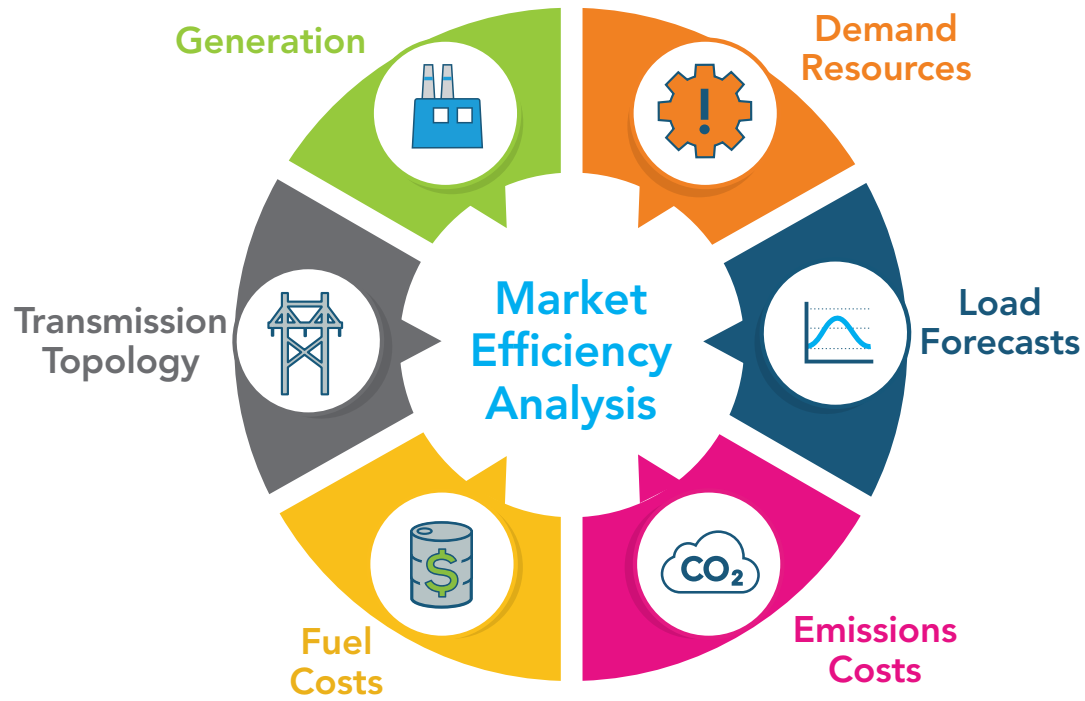 Generation
Demand
Resources
!
Transmission
Topology
Market
Efficiency
Analysis
Load
Forecasts
$
CO₂
Fuel
Costs
Emissions
Costs